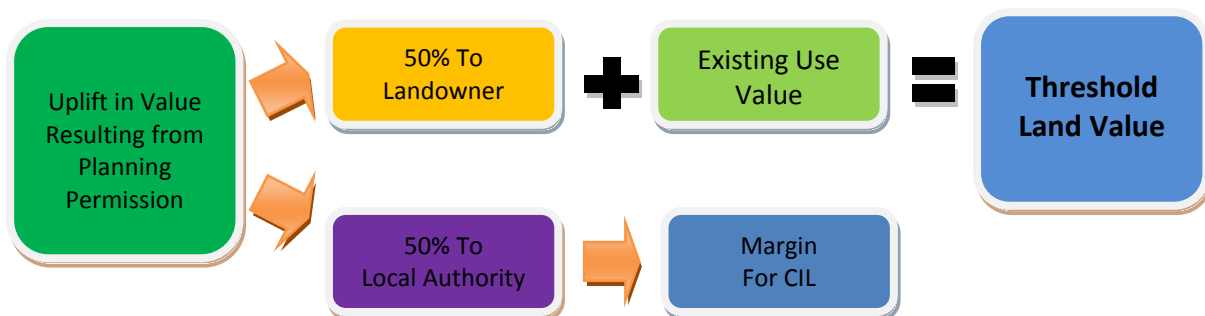 Uplift in Value
Resulting from
Planning
Permission
50% To
Landowner
Existing Use
Value
Threshold
Land Value
50% To
Local Authority
Margin
For CIL